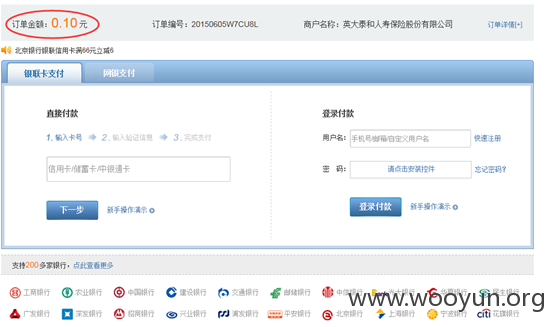 订单金额：0.10 元 订单编号：20150605W7CU8L 商户名称：英大泰和人寿保险股份有限公司 订单详情[+]
北京银行银联信用卡满66元立减6
银联卡支付 网银支付
直接付款
1. 输入卡号 2. 输入验证信息 3. 完成支付
信用卡/储蓄卡/中银通卡
下一步 新手操作演示
登录付款
用户名： 手机号/邮箱/自定义用户名 快速注册
密 码： 请点击安装控件 忘记密码?
登录付款 新手操作演示
支持200多家银行，点此查看更多
工商银行 农业银行 中国银行 建设银行 交通银行 邮储银行 中信银行 光大银行 华夏银行 民生银行
广发银行 深发银行 招商银行 兴业银行 浦发银行 平安银行 北京银行 上海银行 宁波银行 花旗银行
www.wooyun.org